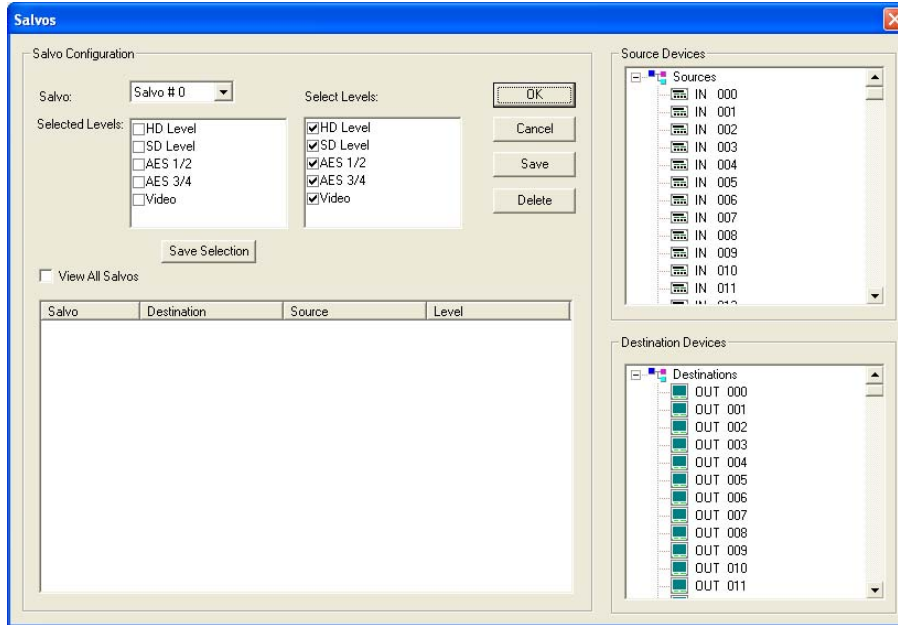 Salvos
Salvo Configuration
Salvo:
Salvo # 0
Select Levels:
OK
Selected Levels:
HD Level
SD Level
AES 1/2
AES 3/4
Video
HD Level
SD Level
AES 1/2
AES 3/4
Video
Cancel
Save
Delete
Save Selection
View All Salvos
Salvo Destination Source Level
Source Devices
Sources
IN 000
IN 001
IN 002
IN 003
IN 004
IN 005
IN 006
IN 007
IN 008
IN 009
IN 010
IN 011
Destination Devices
Destinations
OUT 000
OUT 001
OUT 002
OUT 003
OUT 004
OUT 005
OUT 006
OUT 007
OUT 008
OUT 009
OUT 010
OUT 011